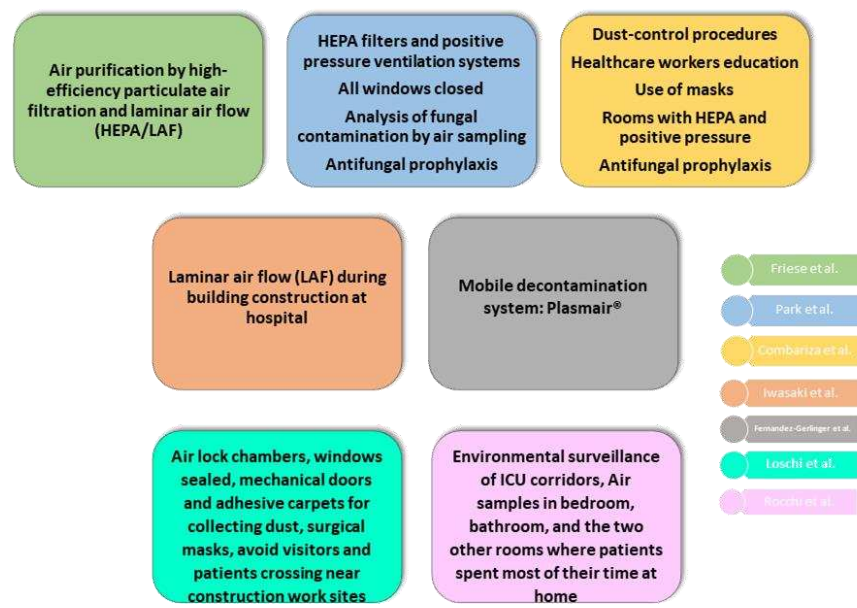 Air purification by high-
efficiency particulate air
filtration and laminar air flow
(HEPA/LAF)
HEPA filters and positive
pressure ventilation systems
All windows closed
Analysis of fungal
contamination by air sampling
Antifungal prophylaxis
Dust-control procedures
Healthcare workers education
Use of masks
Rooms with HEPA and
positive pressure
Antifungal prophylaxis
Laminar air flow (LAF) during
building construction at
hospital
Mobile decontamination
system: Plasmair®
Air lock chambers, windows
sealed, mechanical doors
and adhesive carpets for
collecting dust, surgical
masks, avoid visitors and
patients crossing near
construction work sites
Environmental surveillance
of ICU corridors, Air
samples in bedroom,
bathroom, and the two
other rooms where patients
spent most of their time at
home
Friese et al.
Park et al.
Combariza et al.
Iwasaki et al.
Fernandez-Gerlinger et al.
Loschi et al.
Rocchi et al.